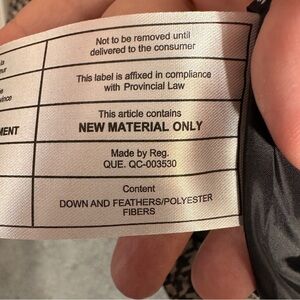 Not to be removed until
delivered to the consumer
This label is affixed in compliance
with Provincial Law
MENT
This article contains
NEW MATERIAL ONLY
Made by Reg.
QUE. QC-003530
Content
DOWN AND FEATHERS/POLYESTER
FIBERS